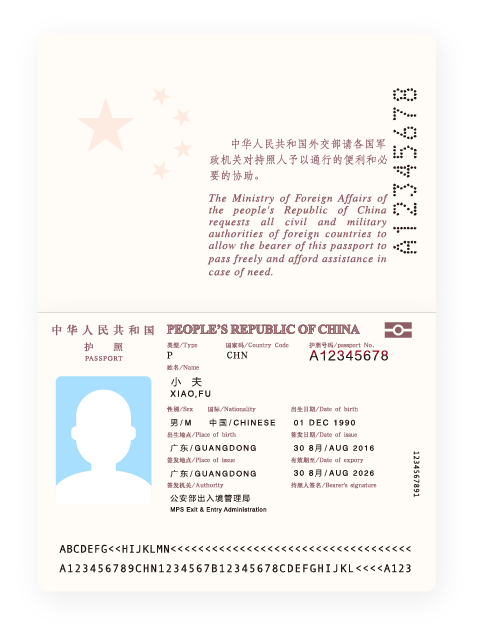 中华人民共和国外交部请各国军
政机关对持照人予以通行的便利和必
要的协助。
The Ministry of Foreign Affairs of
the people's Republic of China
requests all civil and military
authorities of foreign countries to
allow the bearer of this passport to
pass freely and afford assistance in
case of need.
A12345678
中华人民共和国 PEOPLE'S REPUBLIC OF CHINA
护 照
PASSPORT
类型/Type 国家码/Country Code 护照号码/passport No.
P CHN A12345678
姓名/Name
小 夫
XIAO,FU
性别/Sex 国际/Nationality 出生日期/Date of birth
男/M 中国/CHINESE 01 DEC 1990
出生地点/Place of birth 签发日期/Date of issue
广东/GUANGDONG 30 8月/AUG 2016
签发地点/Place of issue 有效期至/Date of expory
广东/GUANGDONG 30 8月/AUG 2026
签发机关/Authority 持照人签名/Bearer's signature
公安部出入境管理局
MPS Exit & Entry Administration
1234567891
ABCDEFG<<HIJKLMN<<<<<<<<<<<<<<<<<<<<<<<<<<<<<<<<<<<
A123456789CHN1234567B12345678CDEFGHIJKL<<<<A123